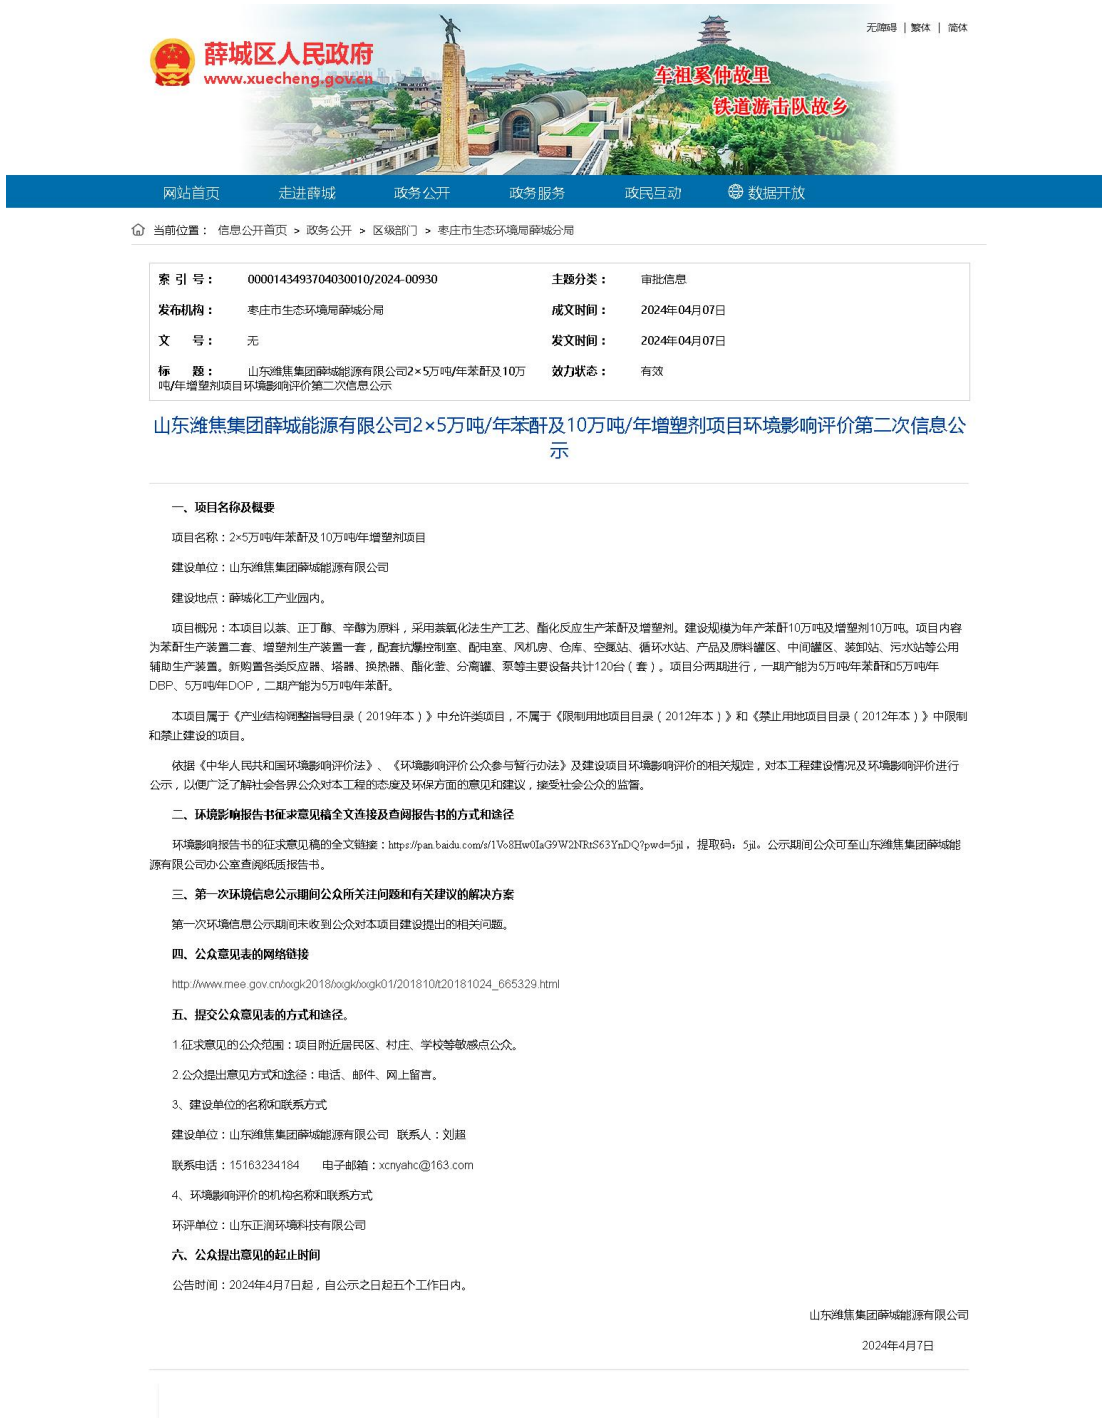 无障碍 | 繁体 | 简体
薛城区人民政府
www.xuecheng.gov.cn
车祖奚仲故里
铁道游击队故乡
网站首页 走进薛城 政务公开 政务服务 政民互动 数据开放
当前位置： 信息公开首页 > 政务公开 > 区级部门 > 枣庄市生态环境局薛城分局
索 引 号： 0000143493704030010/2024-00930 主题分类： 审批信息
发布机构： 枣庄市生态环境局薛城分局 成文时间： 2024年04月07日
文 号： 无 发文时间： 2024年04月07日
标 题： 山东潍焦集团薛城能源有限公司2×5万吨/年苯酐及10万 效力状态： 有效
吨/年增塑剂项目环境影响评价第二次信息公示
山东潍焦集团薛城能源有限公司2×5万吨/年苯酐及10万吨/年增塑剂项目环境影响评价第二次信息公
示
一、项目名称及概要
项目名称：2×5万吨/年苯酐及10万吨/年增塑剂项目
建设单位：山东潍焦集团薛城能源有限公司
建设地点：薛城化工产业园内。
项目概况：本项目以萘、正丁醇、辛醇为原料，采用萘氧化法生产工艺、酯化反应生产苯酐及增塑剂。建设规模为年产苯酐10万吨及增塑剂10万吨。项目内容
为苯酐生产装置二套、增塑剂生产装置一套，配套抗爆控制室、配电室、风机房、仓库、空氮站、循环水站、产品及原料罐区、中间罐区、装卸站、污水站等公用
辅助生产装置。新购置各类反应器、塔器、换热器、酯化釜、分离罐、泵等主要设备共计120台（套）。项目分两期进行，一期产能为5万吨/年苯酐和5万吨/年
DBP、5万吨/年DOP，二期产能为5万吨/年苯酐。
本项目属于《产业结构调整指导目录（2019年本）》中允许类项目，不属于《限制用地项目目录（2012年本）》和《禁止用地项目目录（2012年本）》中限制
和禁止建设的项目。
依据《中华人民共和国环境影响评价法》、《环境影响评价公众参与暂行办法》及建设项目环境影响评价的相关规定，对本工程建设情况及环境影响评价进行
公示，以便广泛了解社会各界公众对本工程的态度及环保方面的意见和建议，接受社会公众的监督。
二、环境影响报告书征求意见稿全文连接及查阅报告书的方式和途径
环境影响报告书的征求意见稿的全文链接：https://pan.baidu.com/s/1Vo8Hw0IaG9W2NRtS63YnDQ?pwd=5jil，提取码：5jil。公示期间公众可至山东潍焦集团薛城能
源有限公司办公室查阅纸质报告书。
三、第一次环境信息公示期间公众所关注问题和有关建议的解决方案
第一次环境信息公示期间未收到公众对本项目建设提出的相关问题。
四、公众意见表的网络链接
http://www.mee.gov.cn/xxgk2018/xxgk/xxgk01/201810/t20181024_665329.html
五、提交公众意见表的方式和途径。
1.征求意见的公众范围：项目附近居民区、村庄、学校等敏感点公众。
2.公众提出意见方式和途径：电话、邮件、网上留言。
3、建设单位的名称和联系方式
建设单位：山东潍焦集团薛城能源有限公司 联系人：刘超
联系电话：15163234184 电子邮箱：xcnyahc@163.com
4、环境影响评价的机构名称和联系方式
环评单位：山东正润环境科技有限公司
六、公众提出意见的起止时间
公告时间：2024年4月7日起，自公示之日起五个工作日内。
山东潍焦集团薛城能源有限公司
2024年4月7日